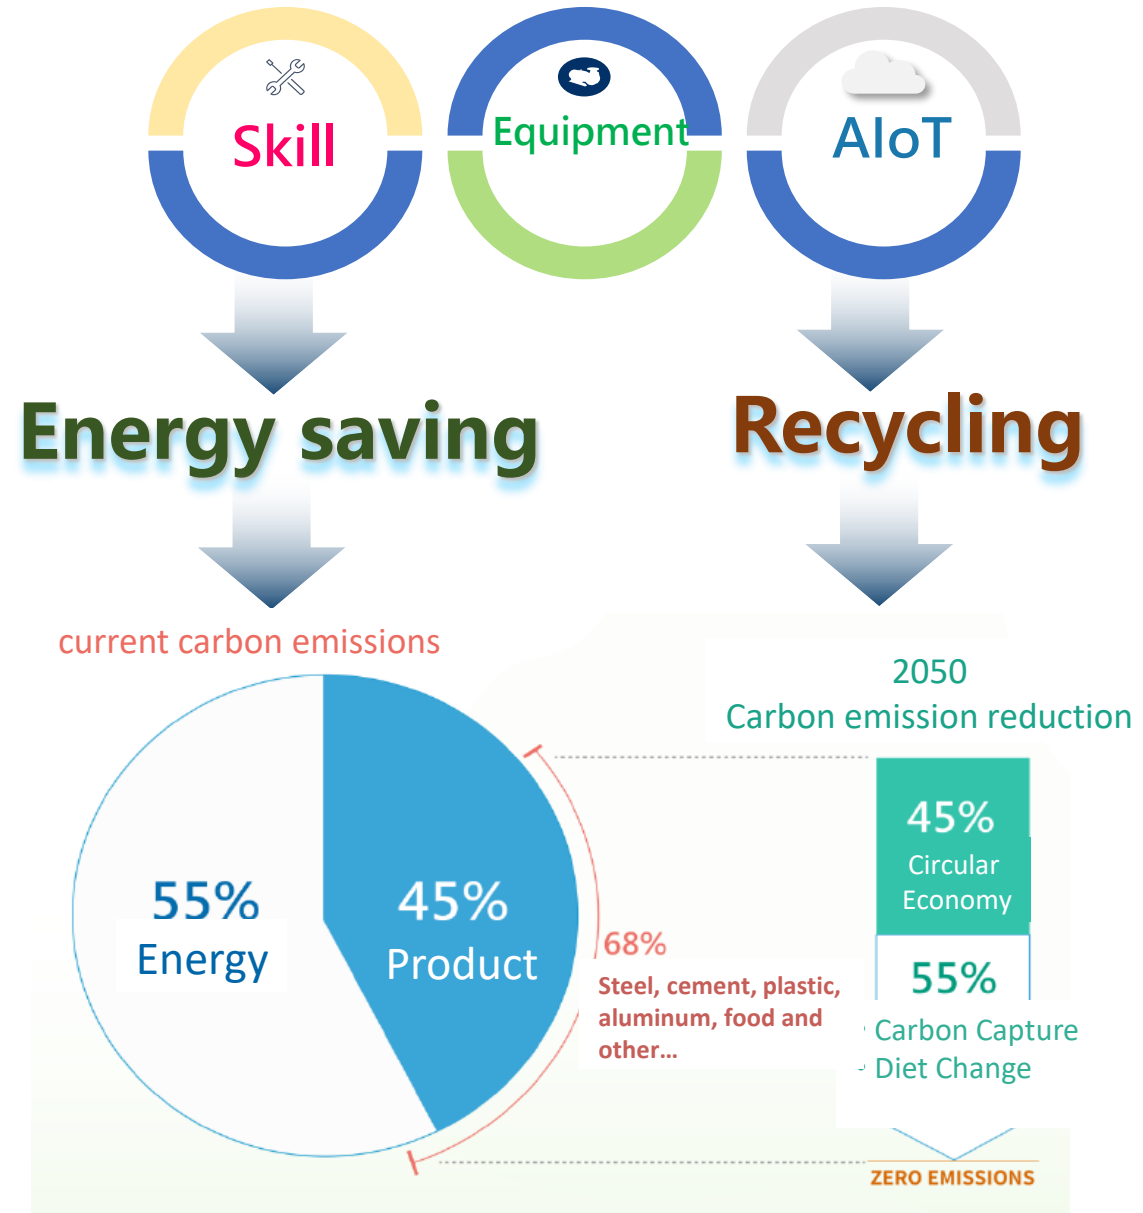 Skill
Equipment
AIoT
Energy saving
Recycling
current carbon emissions
2050
Carbon emission reduction
55%
Energy
45%
Product
68%
Steel, cement, plastic,
aluminum, food and
other...
45%
Circular
Economy
55%
Carbon Capture
Diet Change
ZERO EMISSIONS